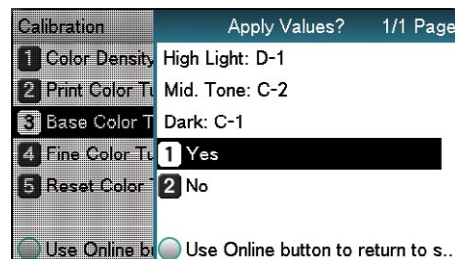 Calibration
1 Color Density
2 Print Color Tu
3 Base Color T
4 Fine Color Tu
5 Reset Color T
Use Online bu
Apply Values? 1/1 Page
High Light: D-1
Mid. Tone: C-2
Dark: C-1
1 Yes
2 No
Use Online button to return to s..